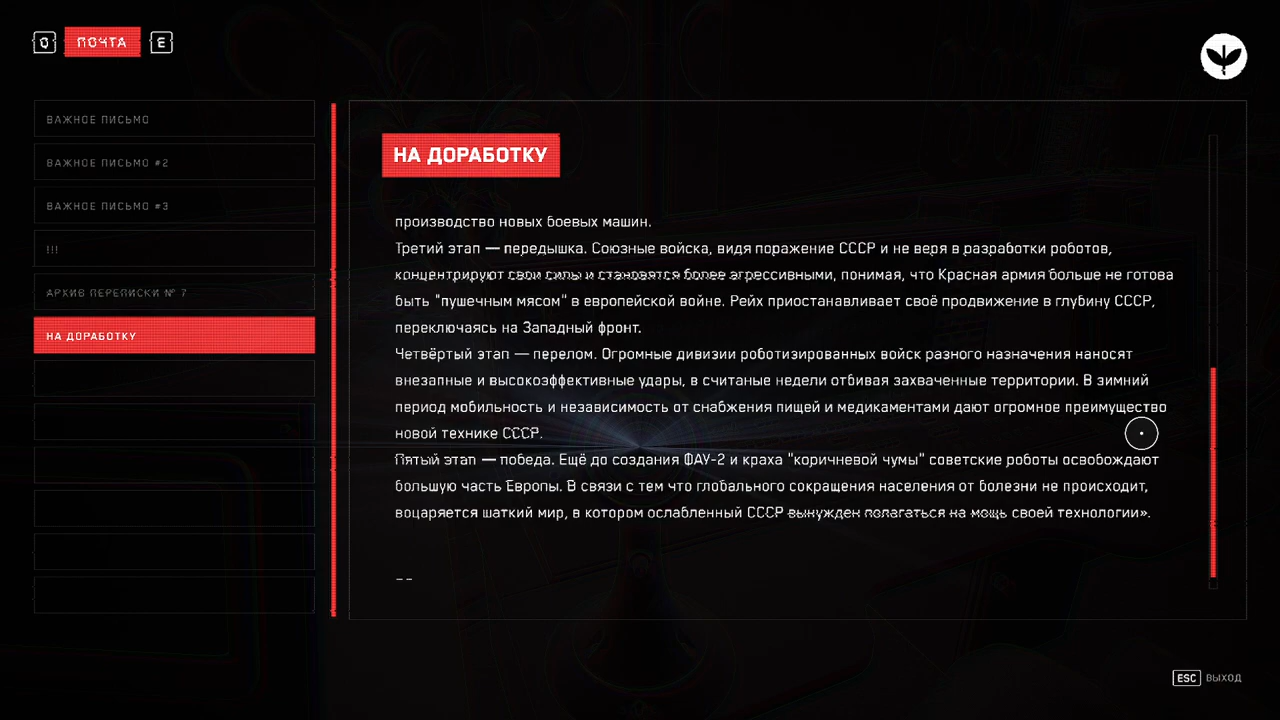 Q ПОЧТА E
ВАЖНОЕ ПИСЬМО
ВАЖНОЕ ПИСЬМО #2
ВАЖНОЕ ПИСЬМО #3
!!!
АРХИВ ПЕРЕПИСКИ № 7
НА ДОРАБОТКУ
НА ДОРАБОТКУ
производство новых боевых машин.
Третий этап — передышка. Союзные войска, видя поражение СССР и не веря в разработки роботов,
концентрируют свои силы и становятся более агрессивными, понимая, что Красная армия больше не готова
быть "пушечным мясом" в европейской войне. Рейх приостанавливает своё продвижение в глубину СССР,
переключаясь на Западный фронт.
Четвёртый этап — перелом. Огромные дивизии роботизированных войск разного назначения наносят
внезапные и высокоэффективные удары, в считаные недели отбивая захваченные территории. В зимний
период мобильность и независимость от снабжения пищей и медикаментами дают огромное преимущество
новой технике СССР.
Пятый этап — победа. Ещё до создания ФАУ-2 и краха "коричневой чумы" советские роботы освобождают
большую часть Европы. В связи с тем что глобального сокращения населения от болезни не происходит,
воцаряется шаткий мир, в котором ослабленный СССР вынужден полагаться на мощь своей технологии».
--
ESC ВЫХОД